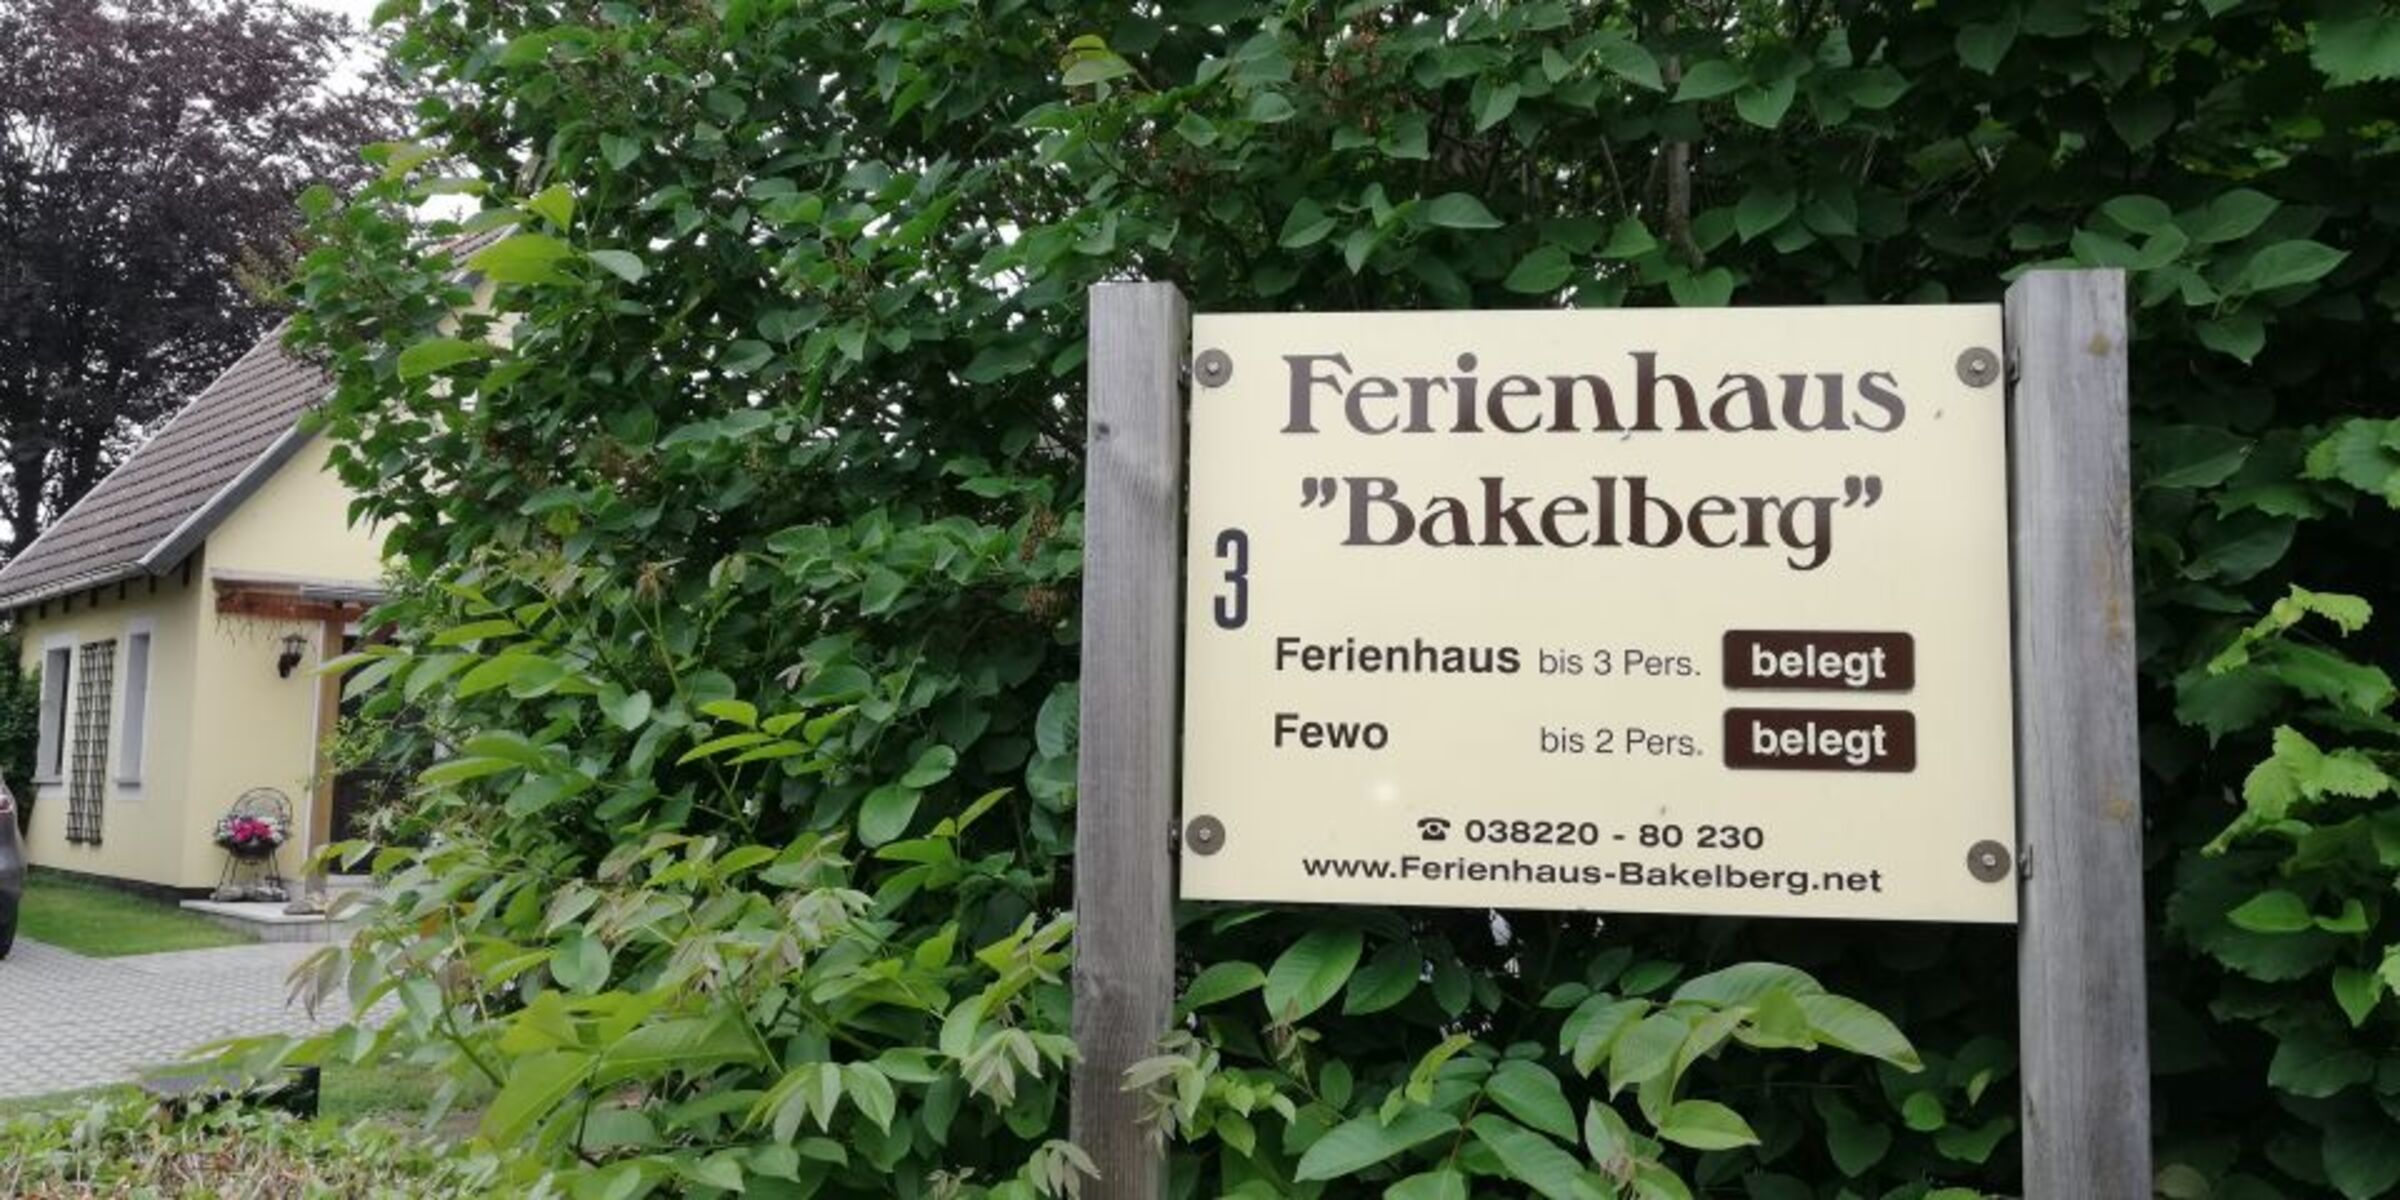 Ferienhaus
"Bakelberg"
3
Ferienhaus bis 3 Pers. belegt
Fewo bis 2 Pers. belegt
☎ 038220 - 80 230
www.Ferienhaus-Bakelberg.net